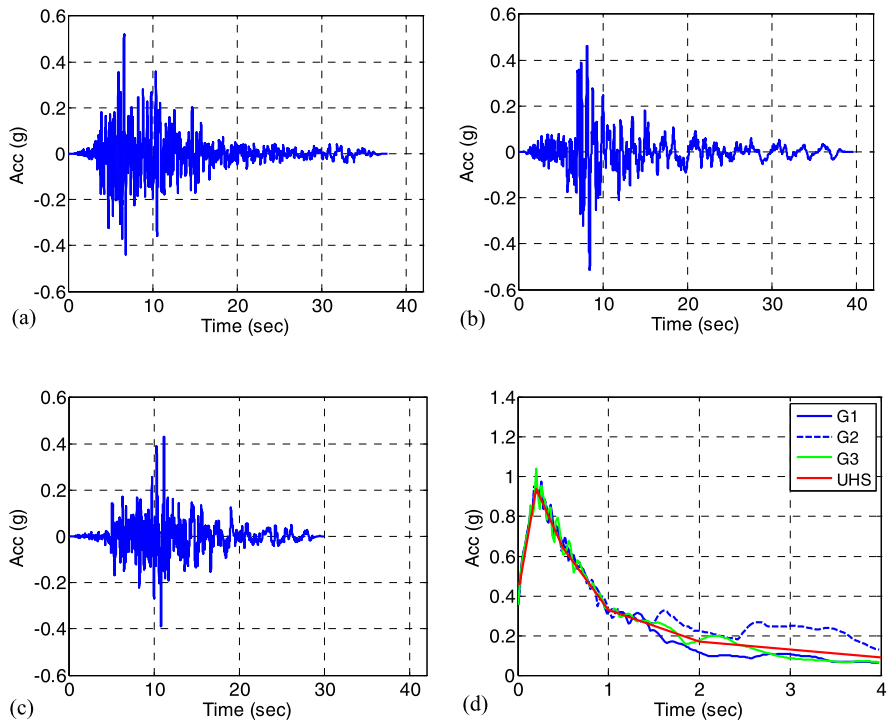 0.6
0.4
0.2
0
-0.2
-0.4
-0.6
Acc (g)
0 10 20 30 40
Time (sec)
(a)
0.6
0.4
0.2
0
-0.2
-0.4
-0.6
Acc (g)
0 10 20 30 40
Time (sec)
(b)
0.6
0.4
0.2
0
-0.2
-0.4
-0.6
Acc (g)
0 10 20 30 40
Time (sec)
(c)
1.4
1.2
1
0.8
0.6
0.4
0.2
0
Acc (g)
G1
G2
G3
UHS
0 1 2 3 4
Time (sec)
(d)